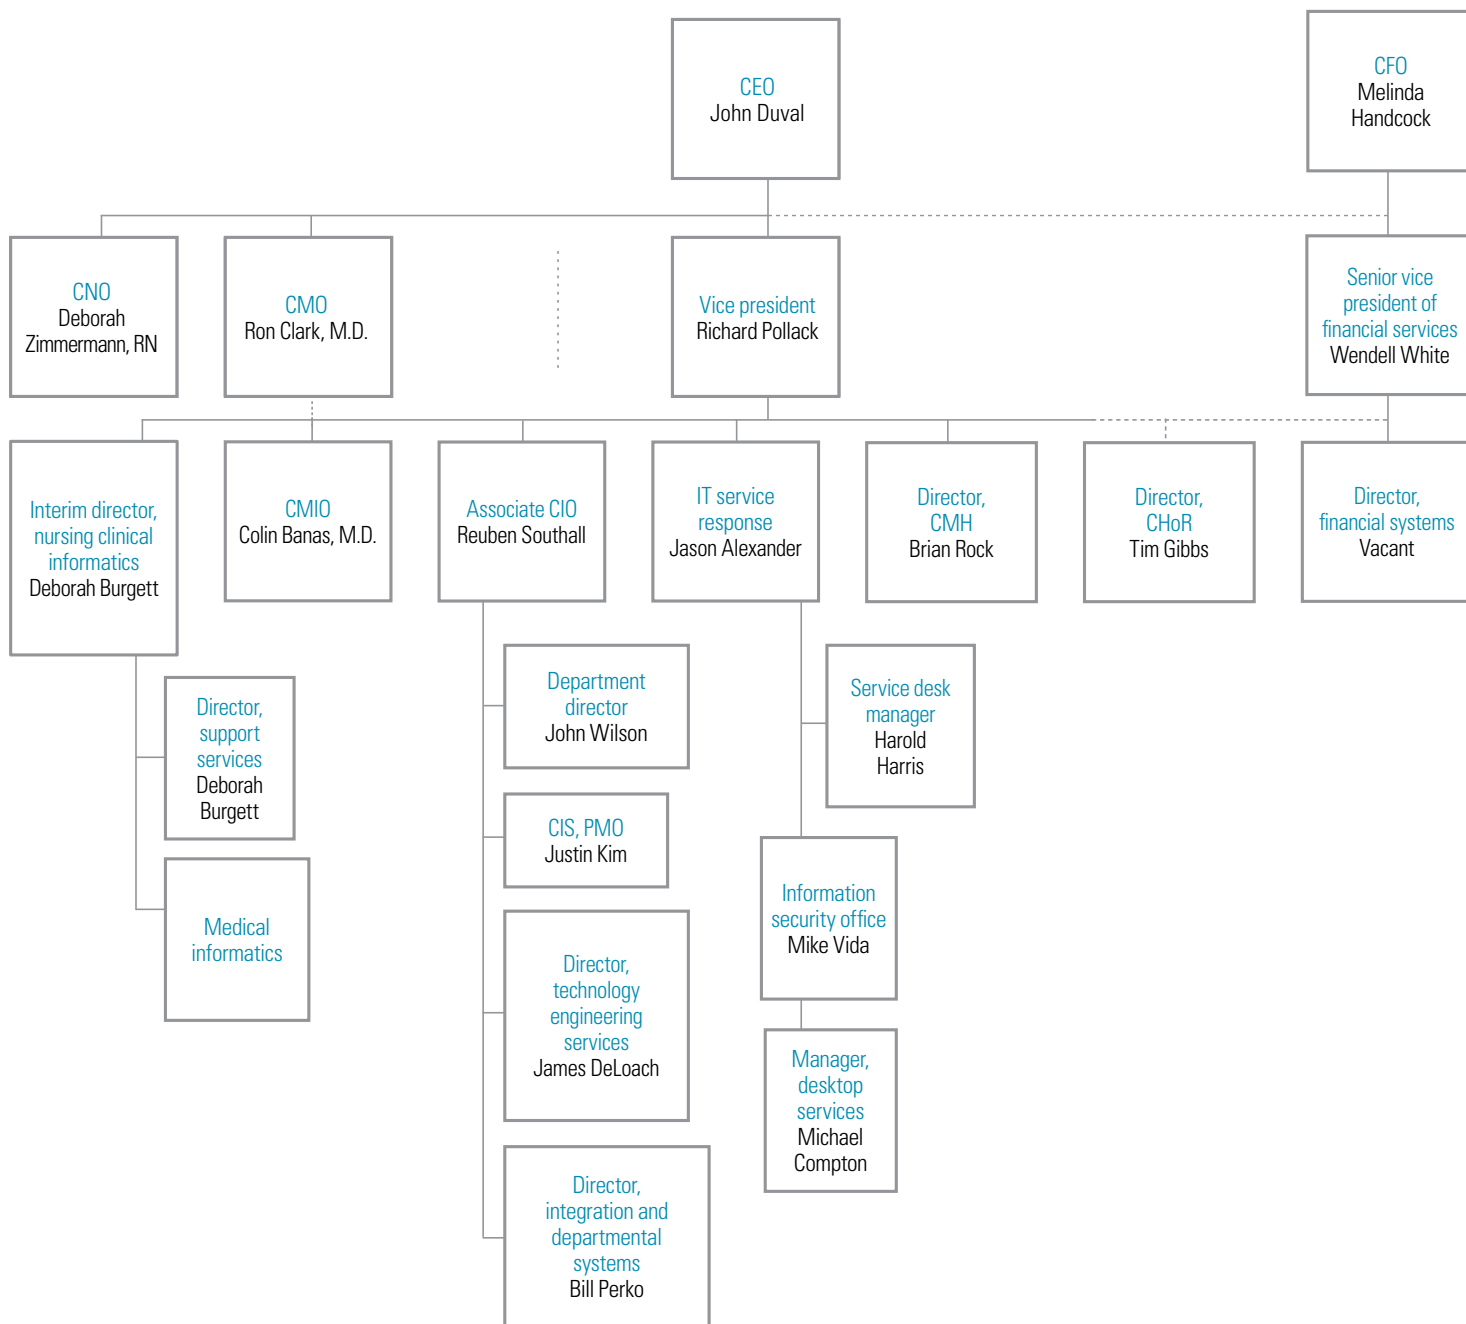 CEO
John Duval
CFO
Melinda
Handcock
CNO
Deborah
Zimmermann, RN
CMO
Ron Clark, M.D.
Vice president
Richard Pollack
Senior vice
president of
financial services
Wendell White
Interim director,
nursing clinical
informatics
Deborah Burgett
CMIO
Colin Banas, M.D.
Associate CIO
Reuben Southall
IT service
response
Jason Alexander
Director,
CMH
Brian Rock
Director,
CHoR
Tim Gibbs
Director,
financial systems
Vacant
Director,
support
services
Deborah
Burgett
Medical
informatics
Department
director
John Wilson
CIS, PMO
Justin Kim
Director,
technology
engineering
services
James DeLoach
Director,
integration and
departmental
systems
Bill Perko
Service desk
manager
Harold
Harris
Information
security office
Mike Vida
Manager,
desktop
services
Michael
Compton